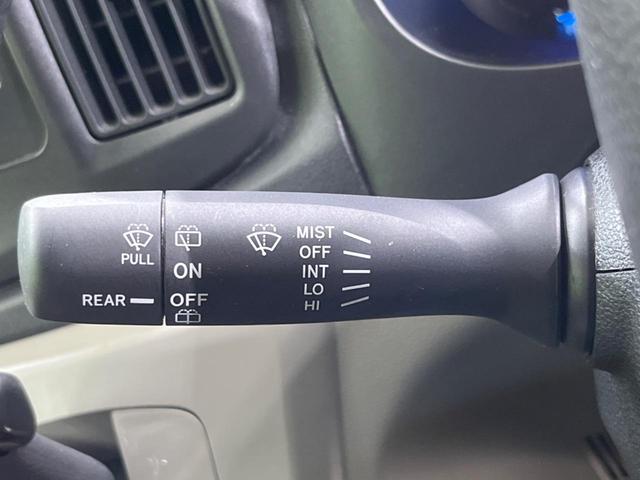 PULL
REAR
ON
OFF
MIST
OFF
INT
LO
HI